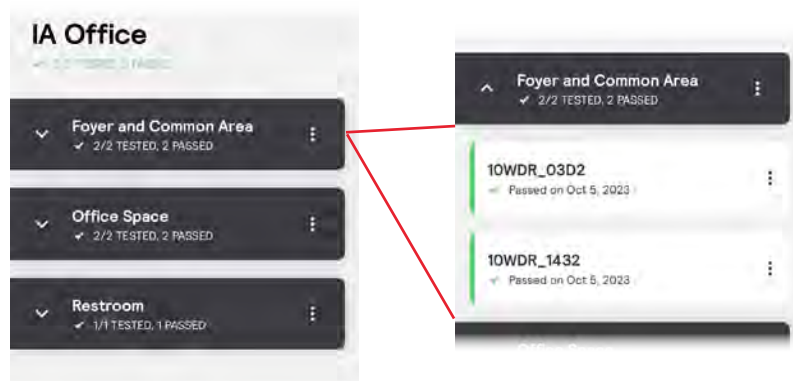 IA Office
Foyer and Common Area
2/2 TESTED, 2 PASSED
Office Space
2/2 TESTED, 2 PASSED
Restroom
1/1 TESTED, 1 PASSED
Foyer and Common Area
2/2 TESTED, 2 PASSED
10WDR_03D2
Passed on Oct 5, 2023
10WDR_1432
Passed on Oct 5, 2023